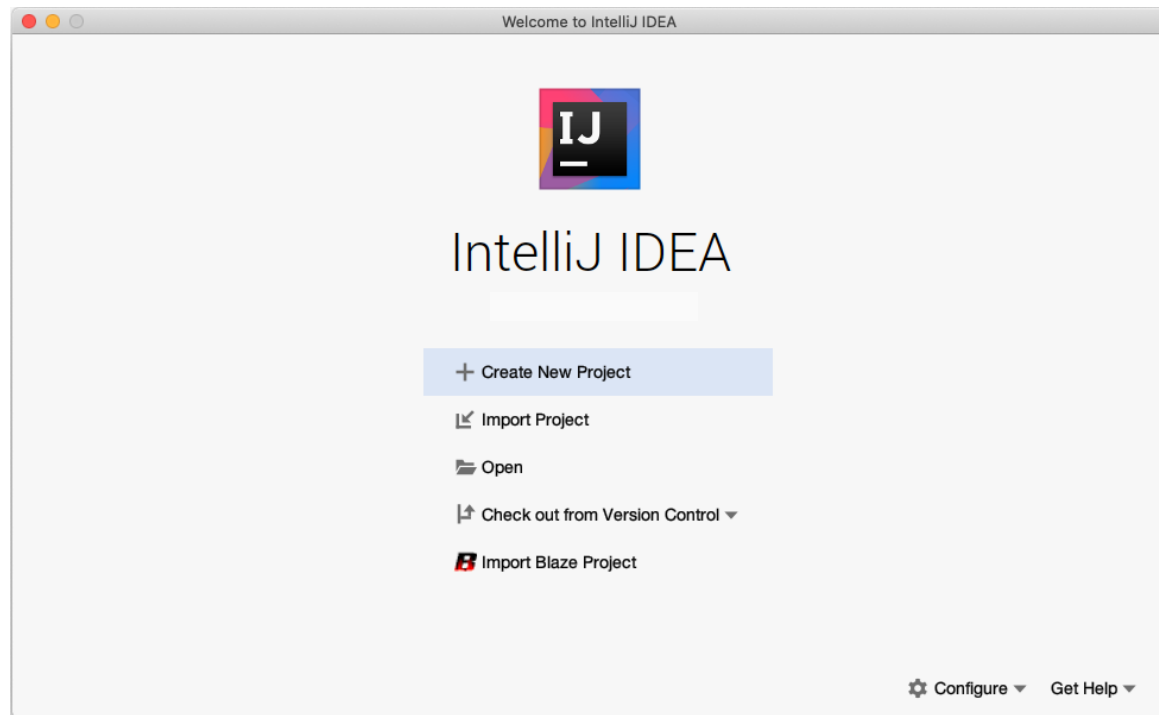 Welcome to IntelliJ IDEA
IJ
IntelliJ IDEA
Create New Project
Import Project
Open
Check out from Version Control
Import Blaze Project
Configure Get Help